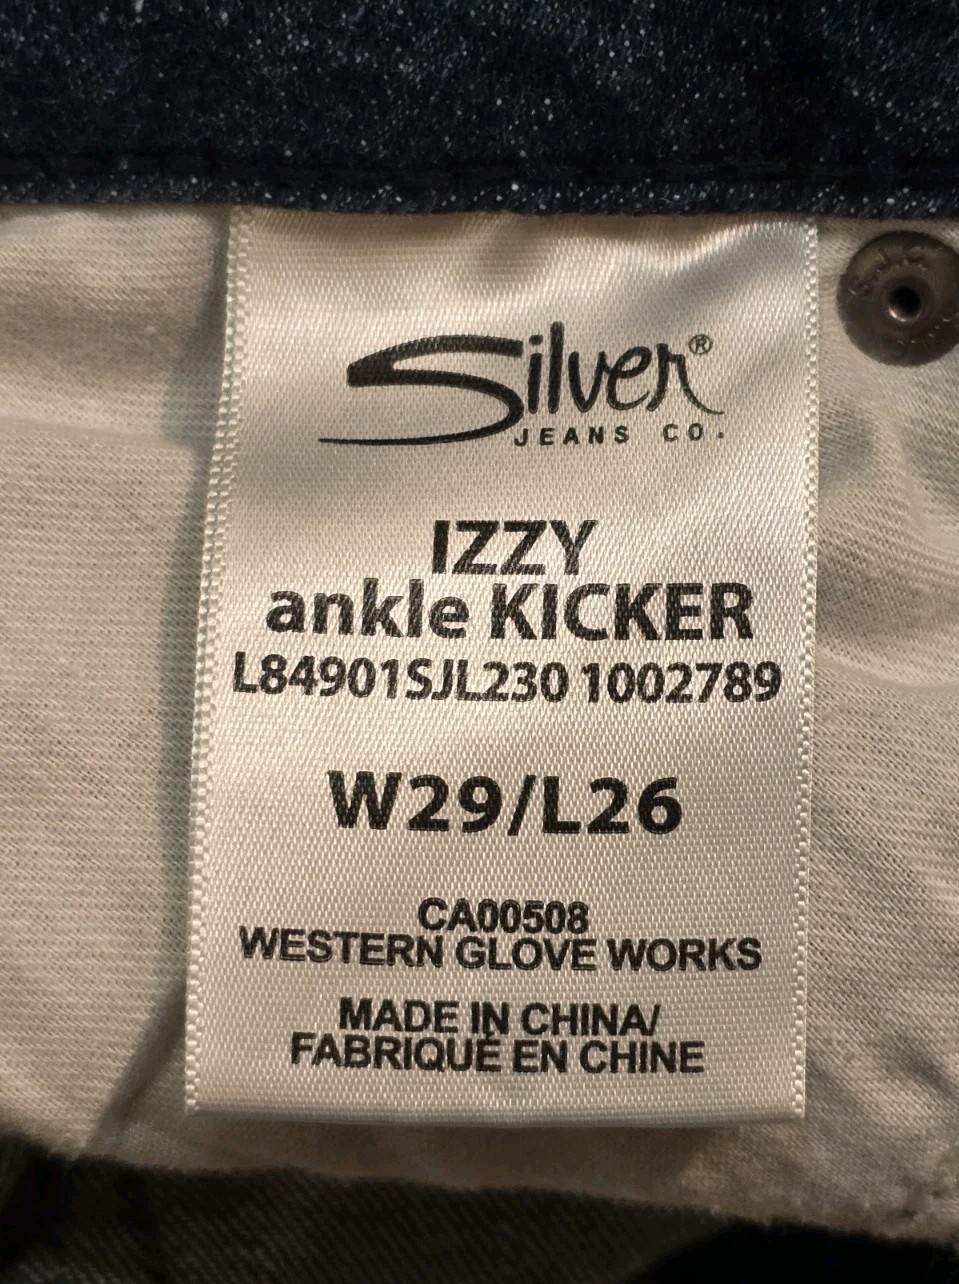 Silver®
JEANS CO.
IZZY
ankle KICKER
L84901SJL230 1002789
W29/L26
CA00508
WESTERN GLOVE WORKS
MADE IN CHINA/
FABRIQUÉ EN CHINE